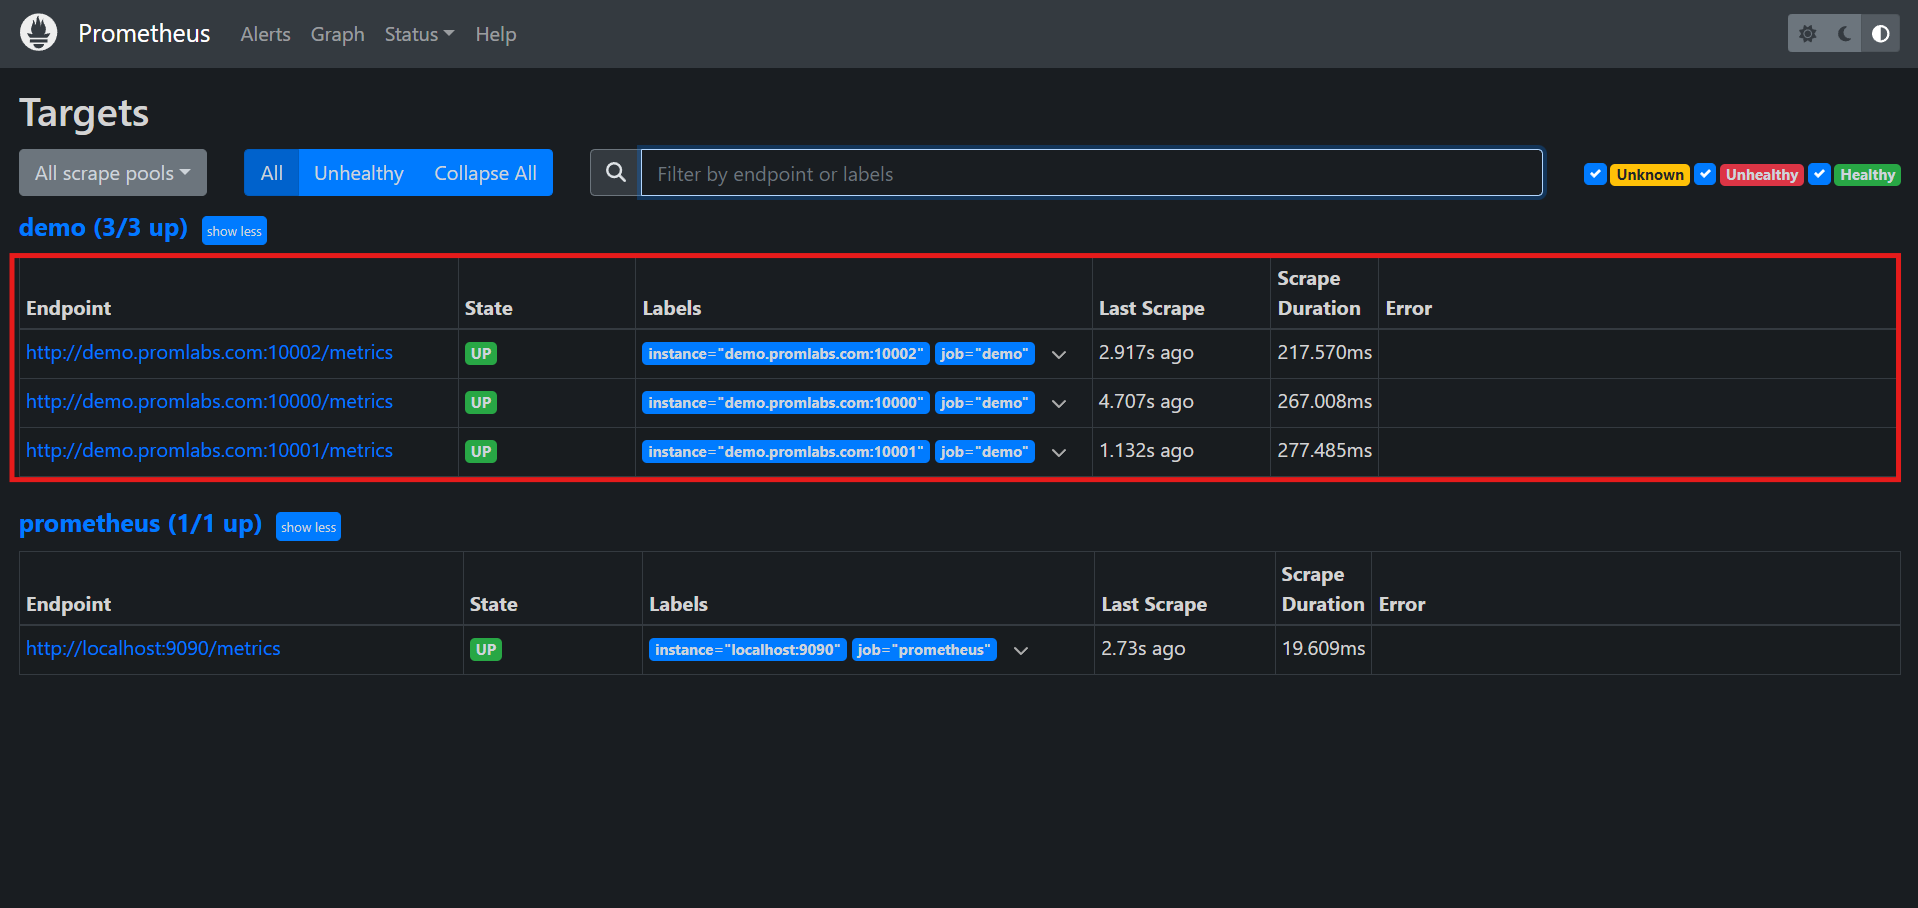 Prometheus Alerts Graph Status Help
Targets
All scrape pools All Unhealthy Collapse All Filter by endpoint or labels Unknown Unhealthy Healthy
demo (3/3 up) show less
Endpoint State Labels Last Scrape Scrape Duration Error
http://demo.promlabs.com:10002/metrics UP instance="demo.promlabs.com:10002" job="demo" 2.917s ago 217.570ms
http://demo.promlabs.com:10000/metrics UP instance="demo.promlabs.com:10000" job="demo" 4.707s ago 267.008ms
http://demo.promlabs.com:10001/metrics UP instance="demo.promlabs.com:10001" job="demo" 1.132s ago 277.485ms
prometheus (1/1 up) show less
Endpoint State Labels Last Scrape Scrape Duration Error
http://localhost:9090/metrics UP instance="localhost:9090" job="prometheus" 2.73s ago 19.609ms